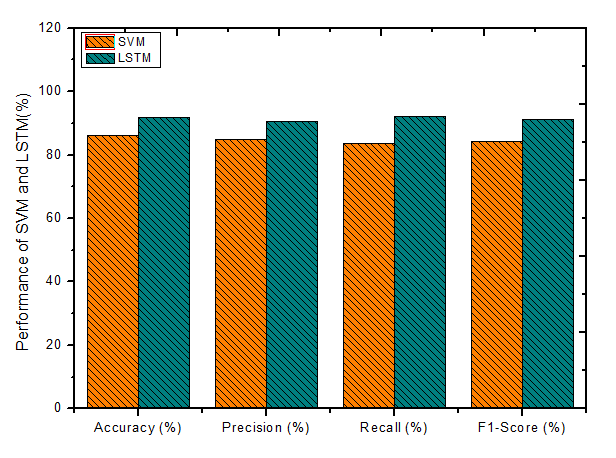 120
100
80
60
40
20
0
Performance of SVM and LSTM(%)
SVM
LSTM
Accuracy (%)
Precision (%)
Recall (%)
F1-Score (%)